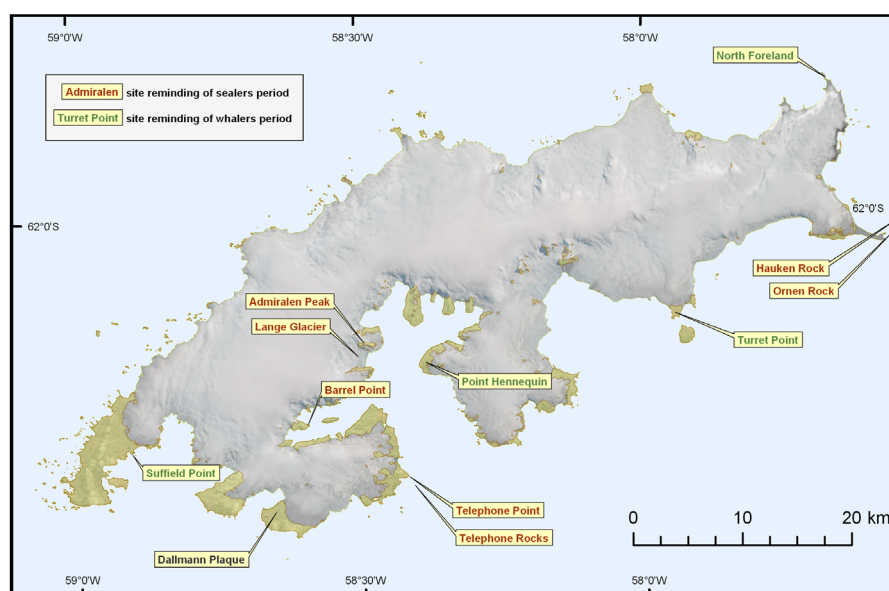 59°0'W
58°30'W
58°0'W
North Foreland
Admiralen site reminding of sealers period
Turret Point site reminding of whalers period
62°0'S
62°0'S
Hauken Rock
Ornen Rock
Admiralen Peak
Lange Glacier
Turret Point
Point Hennequin
Barrel Point
Suffield Point
Telephone Point
Telephone Rocks
Dallmann Plaque
0 10 20 km
59°0'W
58°30'W
58°0'W